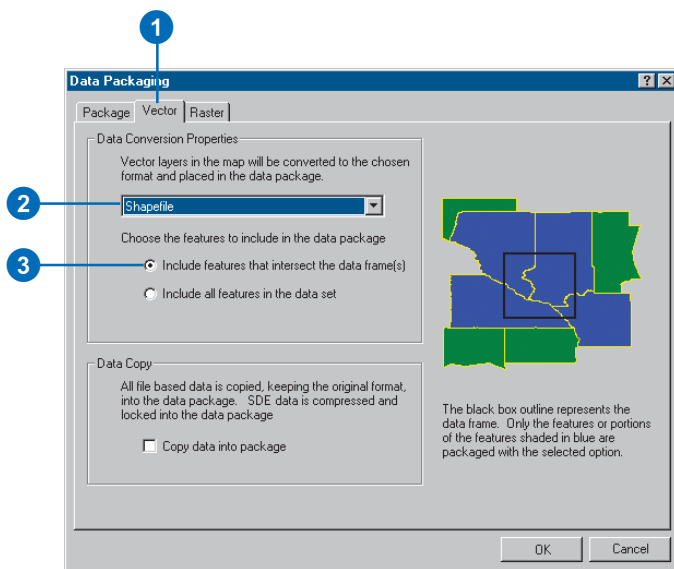 1
Data Packaging
Package Vector Raster
Data Conversion Properties
Vector layers in the map will be converted to the chosen
format and placed in the data package.
2
Shapefile
Choose the features to include in the data package
3
Include features that intersect the data frame(s)
Include all features in the data set
Data Copy
All file based data is copied, keeping the original format,
into the data package. SDE data is compressed and
locked into the data package
Copy data into package
The black box outline represents the
data frame. Only the features or portions
of the features shaded in blue are
packaged with the selected option.
OK Cancel